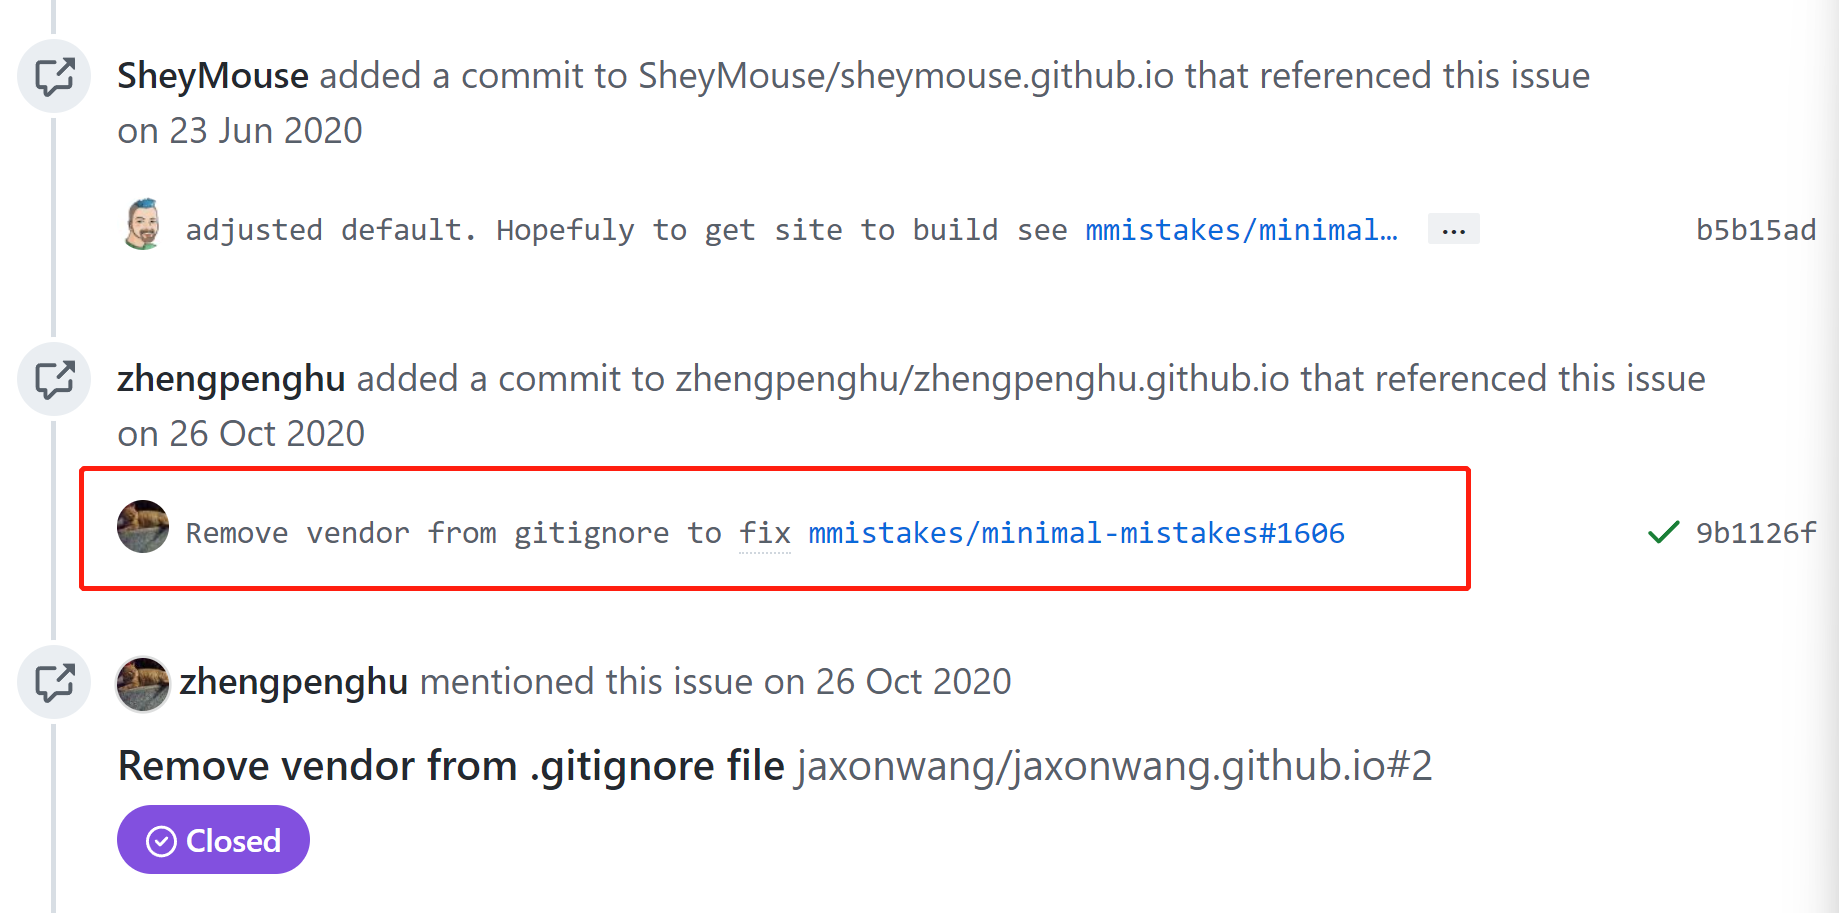 SheyMouse added a commit to SheyMouse/sheymouse.github.io that referenced this issue
on 23 Jun 2020
adjusted default. Hopefuly to get site to build see mmistakes/minimal… ... b5b15ad
zhengpenghu added a commit to zhengpenghu/zhengpenghu.github.io that referenced this issue
on 26 Oct 2020
Remove vendor from gitignore to fix mmistakes/minimal-mistakes#1606 9b1126f
zhengpenghu mentioned this issue on 26 Oct 2020
Remove vendor from .gitignore file jaxonwang/jaxonwang.github.io#2
Closed